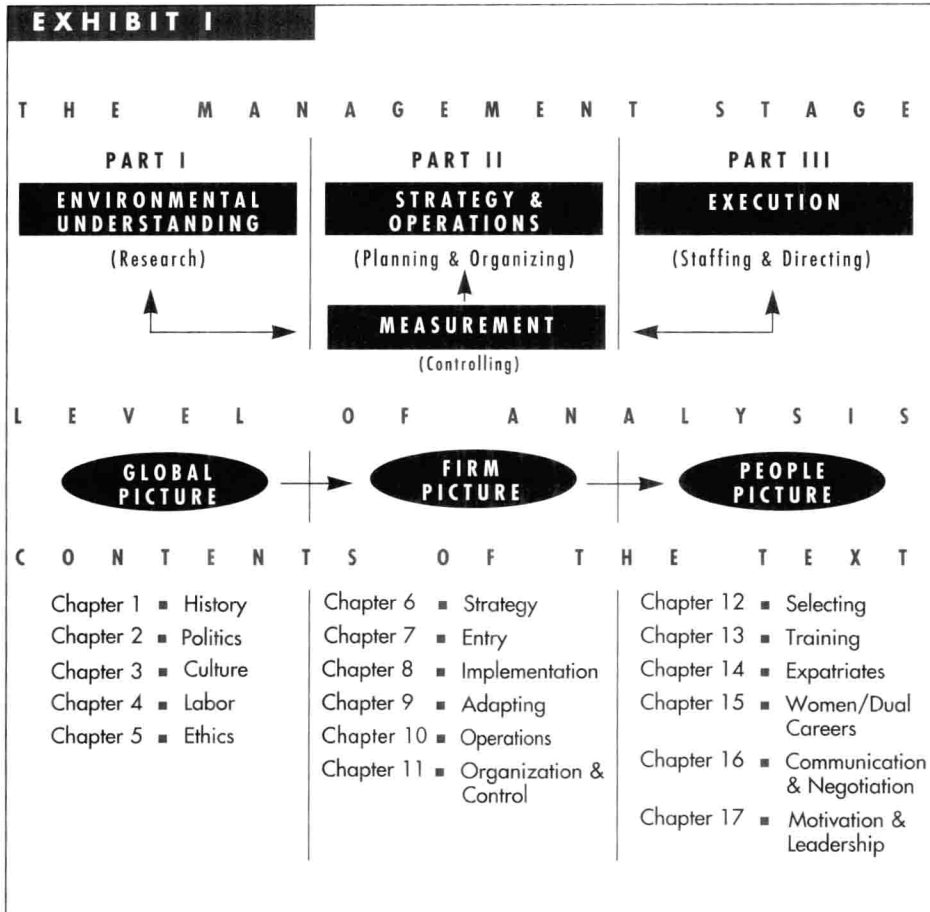 EXHIBIT I
THE MANAGEMENT STAGE
PART I
ENVIRONMENTAL
UNDERSTANDING
(Research)
PART II
STRATEGY &
OPERATIONS
(Planning & Organizing)
MEASUREMENT
(Controlling)
PART III
EXECUTION
(Staffing & Directing)
LEVEL OF ANALYSIS
GLOBAL
PICTURE
FIRM
PICTURE
PEOPLE
PICTURE
CONTENTS OF THE TEXT
Chapter 1 ■ History
Chapter 2 ■ Politics
Chapter 3 ■ Culture
Chapter 4 ■ Labor
Chapter 5 ■ Ethics
Chapter 6 ■ Strategy
Chapter 7 ■ Entry
Chapter 8 ■ Implementation
Chapter 9 ■ Adapting
Chapter 10 ■ Operations
Chapter 11 ■ Organization &
Control
Chapter 12 ■ Selecting
Chapter 13 ■ Training
Chapter 14 ■ Expatriates
Chapter 15 ■ Women/Dual
Careers
Chapter 16 ■ Communication
& Negotiation
Chapter 17 ■ Motivation &
Leadership